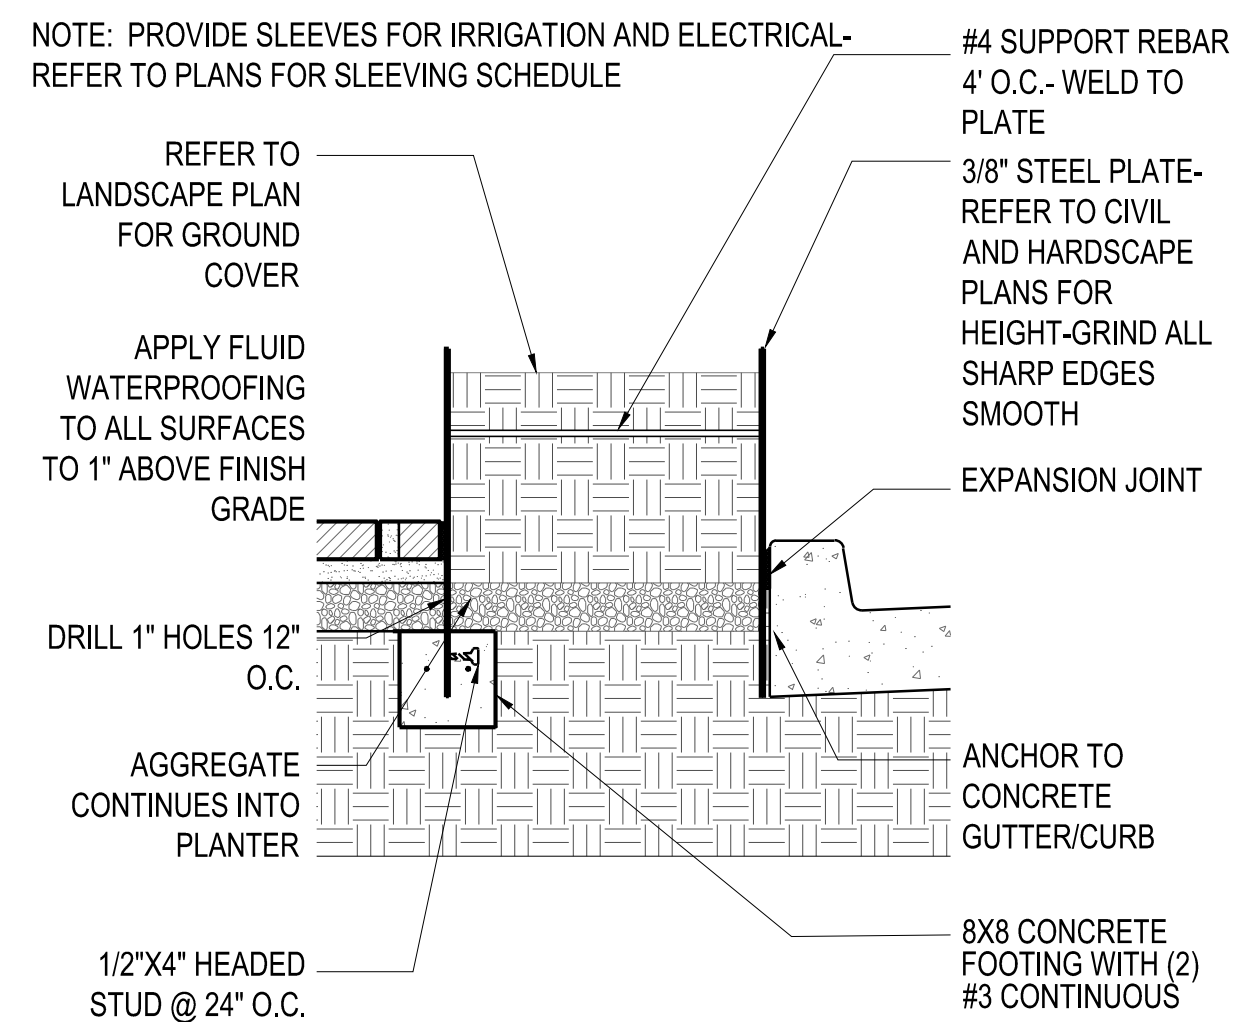 NOTE: PROVIDE SLEEVES FOR IRRIGATION AND ELECTRICAL-
REFER TO PLANS FOR SLEEVING SCHEDULE
REFER TO
LANDSCAPE PLAN
FOR GROUND
COVER
APPLY FLUID
WATERPROOFING
TO ALL SURFACES
TO 1" ABOVE FINISH
GRADE
DRILL 1" HOLES 12"
O.C.
AGGREGATE
CONTINUES INTO
PLANTER
1/2"X4" HEADED
STUD @ 24" O.C.
#4 SUPPORT REBAR
4' O.C.- WELD TO
PLATE
3/8" STEEL PLATE-
REFER TO CIVIL
AND HARDSCAPE
PLANS FOR
HEIGHT-GRIND ALL
SHARP EDGES
SMOOTH
EXPANSION JOINT
ANCHOR TO
CONCRETE
GUTTER/CURB
8X8 CONCRETE
FOOTING WITH (2)
#3 CONTINUOUS